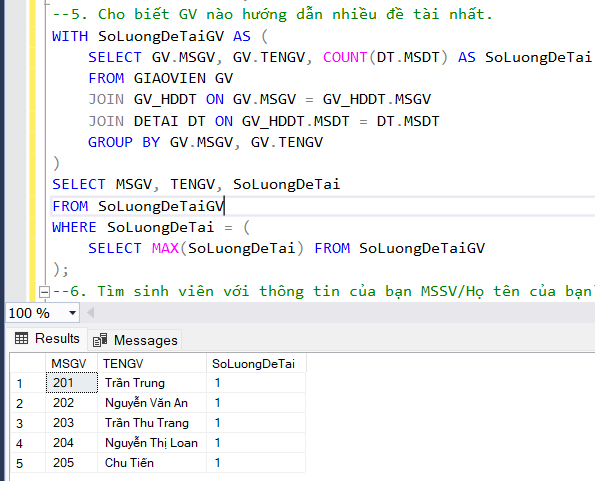 --5. Cho biết GV nào hướng dẫn nhiều đề tài nhất.
WITH SoLuongDeTaiGV AS (
SELECT GV.MSGV, GV.TENGV, COUNT(DT.MSDT) AS SoLuongDeTai
FROM GIAOVIEN GV
JOIN GV_HDDT ON GV.MSGV = GV_HDDT.MSGV
JOIN DETAI DT ON GV_HDDT.MSDT = DT.MSDT
GROUP BY GV.MSGV, GV.TENGV
)
SELECT MSGV, TENGV, SoLuongDeTai
FROM SoLuongDeTaiGV
WHERE SoLuongDeTai = (
SELECT MAX(SoLuongDeTai) FROM SoLuongDeTaiGV
);
--6. Tìm sinh viên với thông tin của bạn MSSV/Họ tên của bạn
100 %
Results Messages
MSGV TENGV SoLuongDeTai
1 201 Trần Trung 1
2 202 Nguyễn Văn An 1
3 203 Trần Thu Trang 1
4 204 Nguyễn Thị Loan 1
5 205 Chu Tiến 1